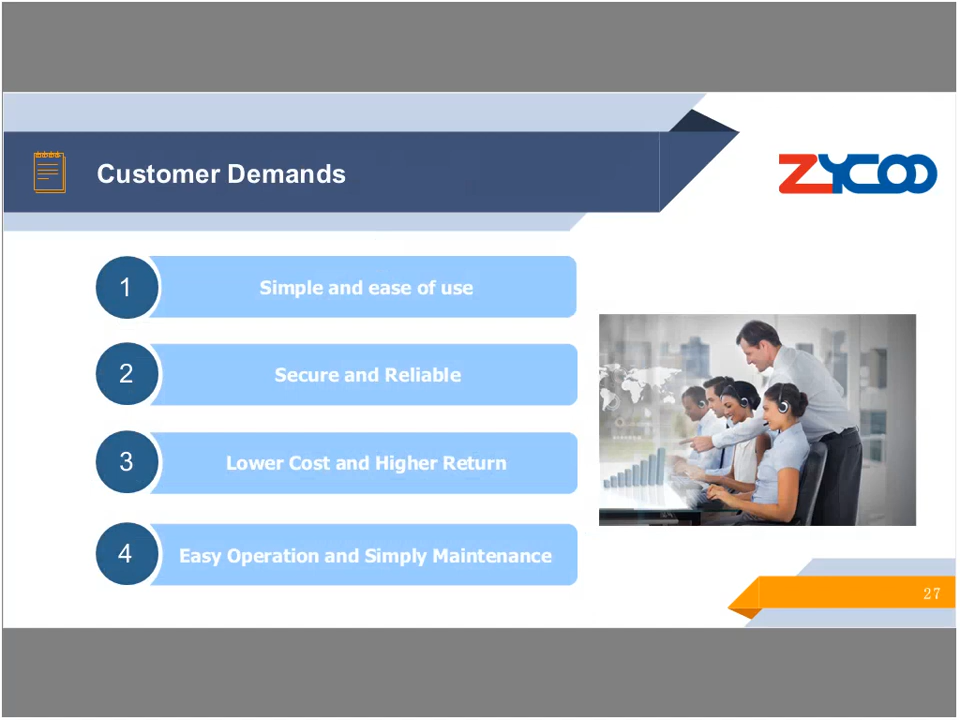 Customer Demands
ZYCOO
1
Simple and ease of use
2
Secure and Reliable
3
Lower Cost and Higher Return
4
Easy Operation and Simply Maintenance
27